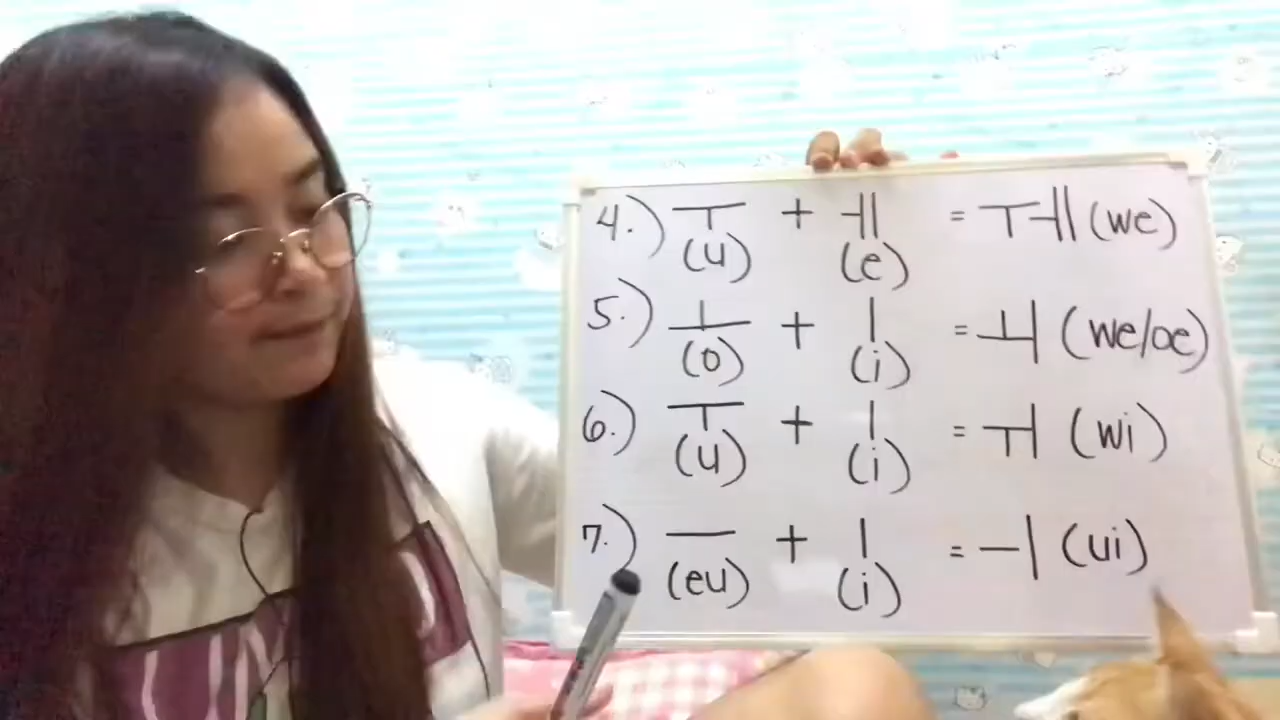 4.) ㅜ + ㅔ = ㅞ (we)
(u) (e)
5.) ㅗ + ㅣ = ㅚ (we/oe)
(o) (i)
6.) ㅜ + ㅣ = ㅟ (wi)
(u) (i)
7.) ㅡ + ㅣ = ㅢ (ui)
(eu) (i)